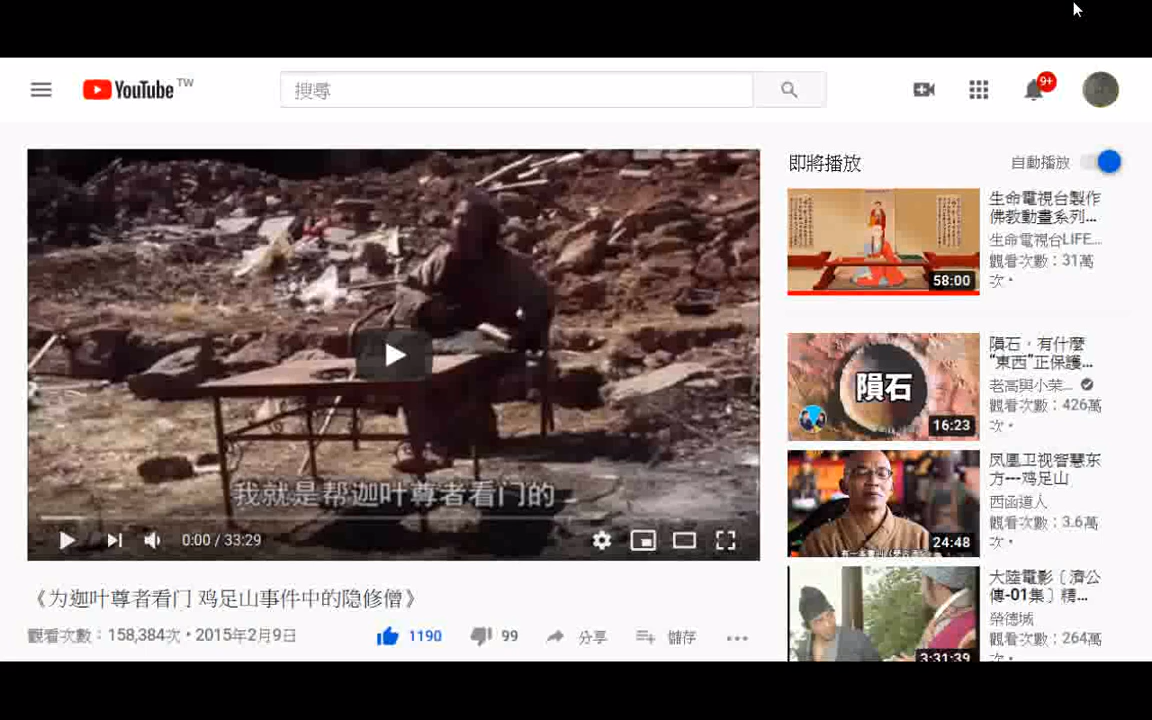 YouTube TW
搜尋
9+
我就是帮迦叶尊者看门的
0:00 / 33:29
《为迦叶尊者看门 鸡足山事件中的隐修僧》
觀看次數：158,384次 • 2015年2月9日
1190
99
分享
儲存
即將播放
自動播放
58:00
生命電視台製作
佛教動畫系列...
生命電視台LIFE...
觀看次數：31萬
次 •
隕石
16:23
隕石，有什麼
“東西”正保護...
老高與小茉...
觀看次數：426萬
次 •
24:48
凤凰卫视智慧东
方---鸡足山
西函道人
觀看次數：3.6萬
次 •
3:31:39
大陸電影〔濟公
傳-01集〕精...
榮德城
觀看次數：264萬
次 •